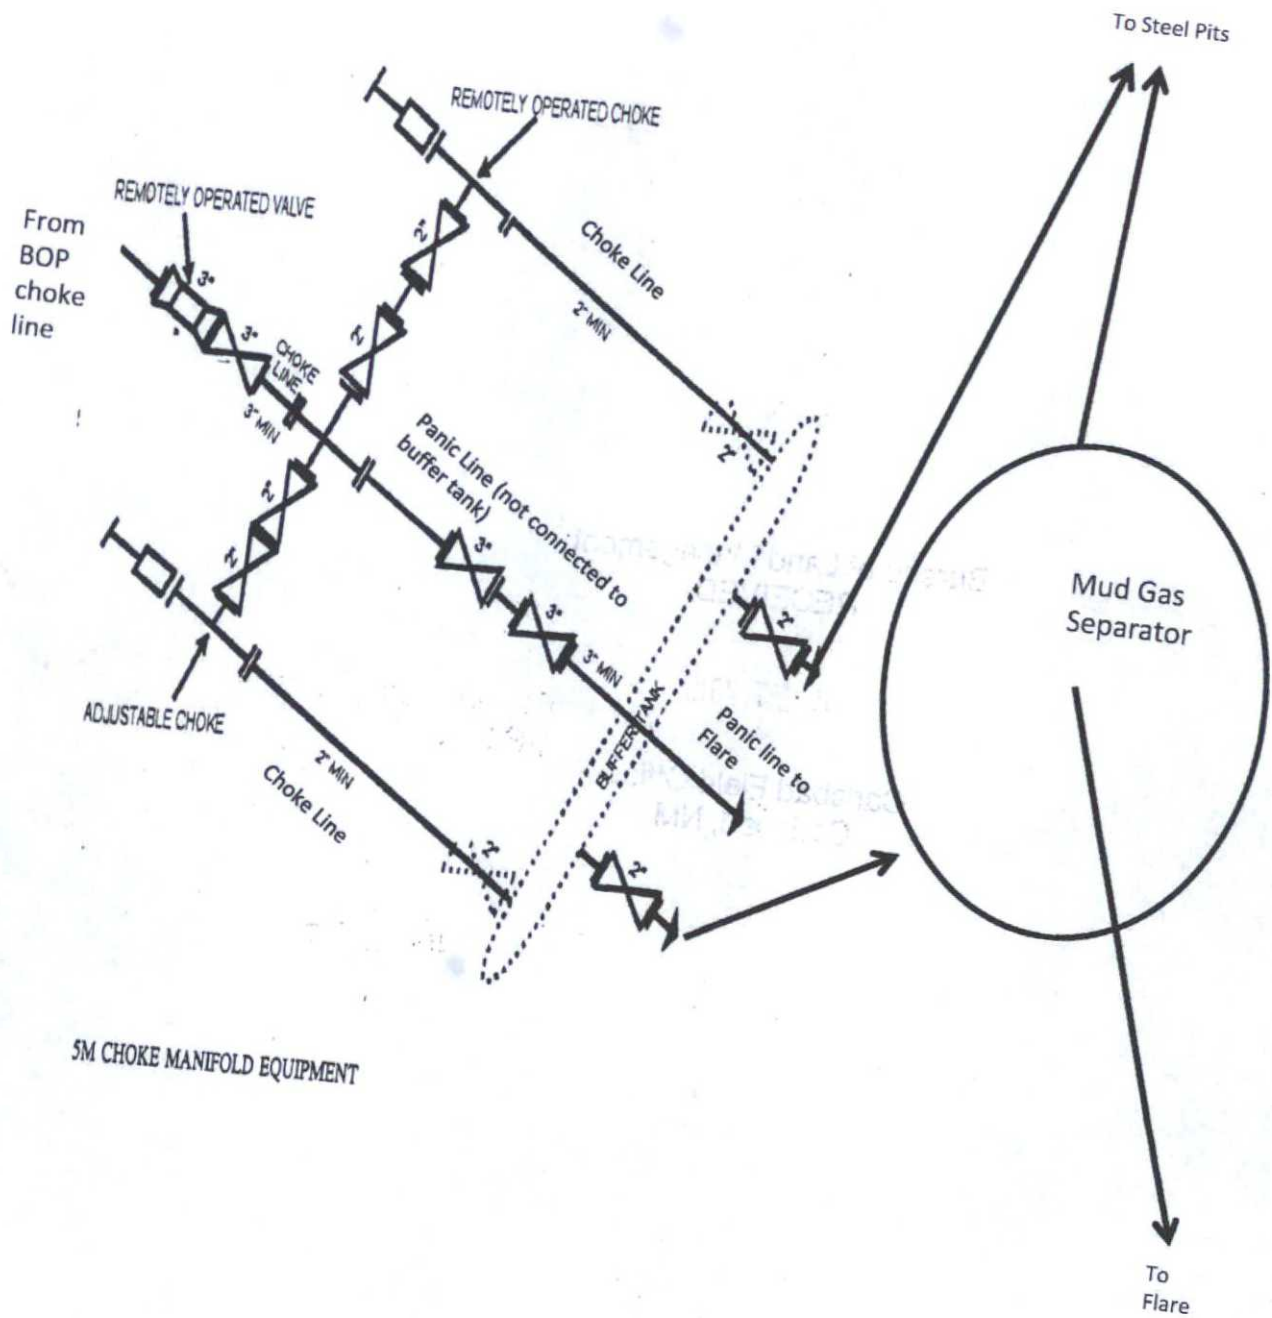 To Steel Pits
REMOTELY OPERATED CHOKE
REMOTELY OPERATED VALVE
From
BOP
choke
line
3"
3"
CHOKE
LINE
3" MIN
2"
2"
Choke Line
2" MIN
2"
Panic Line (not connected to
buffer tank)
2"
2"
3"
3"
3" MIN
BUFFER TANK
2"
Panic line to
Flare
Mud Gas
Separator
ADJUSTABLE CHOKE
2" MIN
Choke Line
2"
2"
5M CHOKE MANIFOLD EQUIPMENT
To
Flare